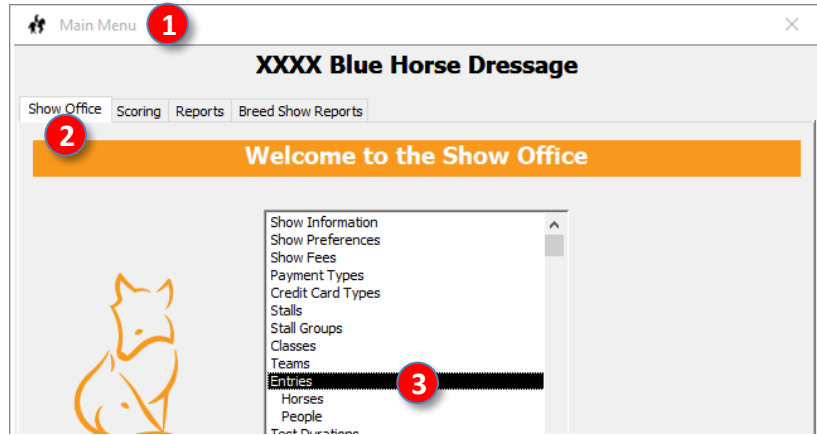 Main Menu 1
XXXX Blue Horse Dressage
Show Office Scoring Reports Breed Show Reports
2
Welcome to the Show Office
Show Information
Show Preferences
Show Fees
Payment Types
Credit Card Types
Stalls
Stall Groups
Classes
Teams
Entries 3
Horses
People
Test Durations